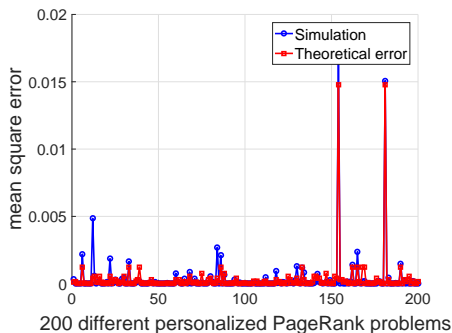 0.02
Simulation
Theoretical error
0.015
0.01
0.005
0
mean square error
0 50 100 150 200
200 different personalized PageRank problems